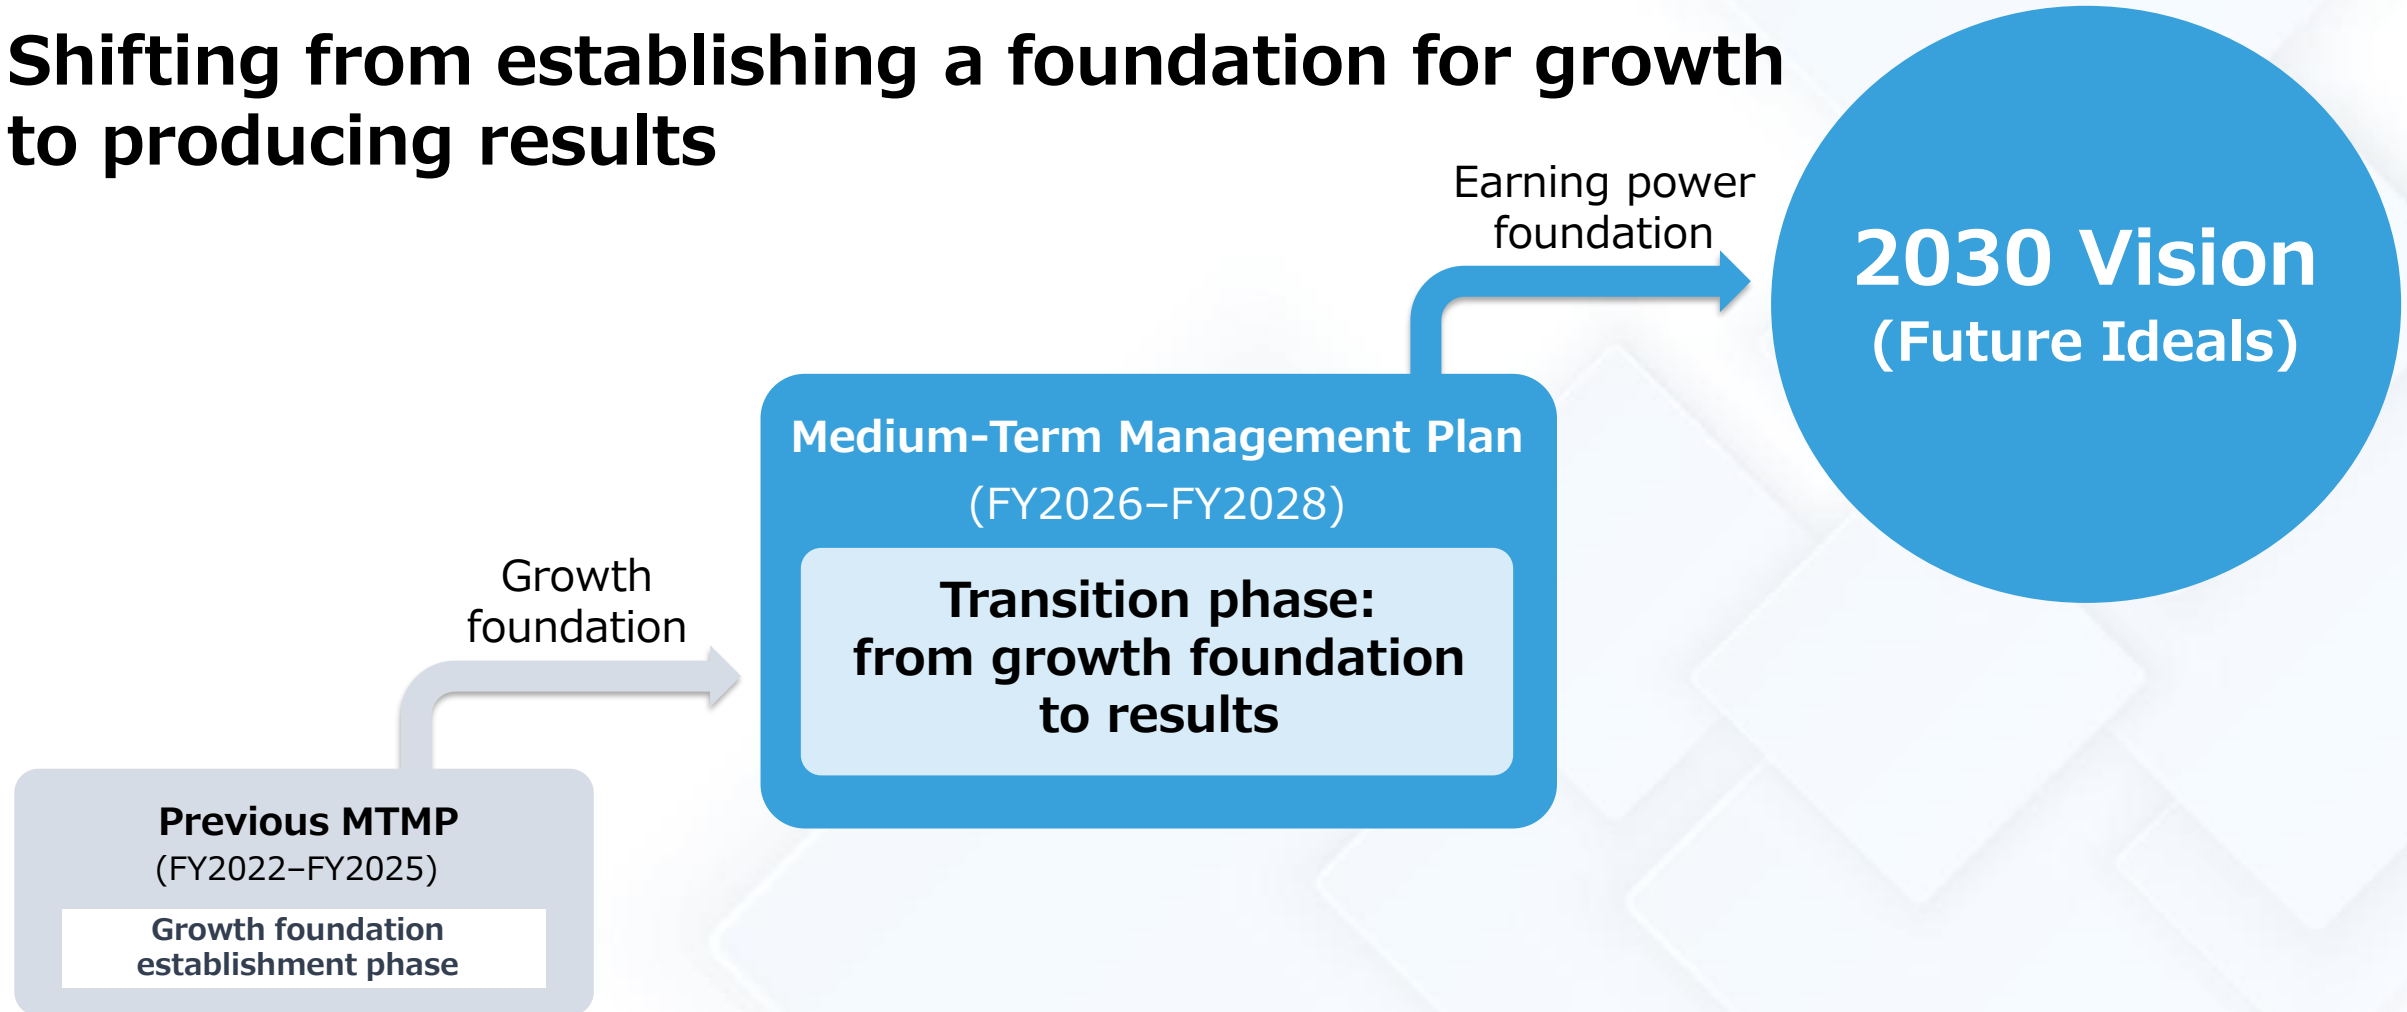 Shifting from establishing a foundation for growth
to producing results
Earning power
foundation
2030 Vision
(Future Ideals)
Medium-Term Management Plan
(FY2026–FY2028)
Transition phase:
from growth foundation
to results
Growth
foundation
Previous MTMP
(FY2022–FY2025)
Growth foundation
establishment phase